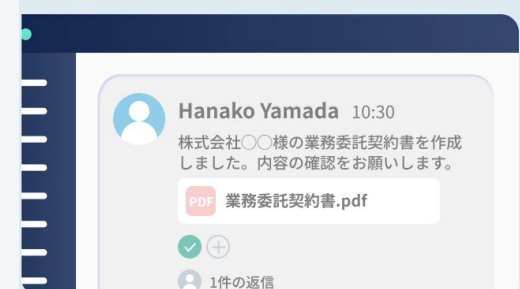 Hanako Yamada 10:30
株式会社○○様の業務委託契約書を作成
しました。内容の確認をお願いします。
PDF 業務委託契約書.pdf
1件の返信